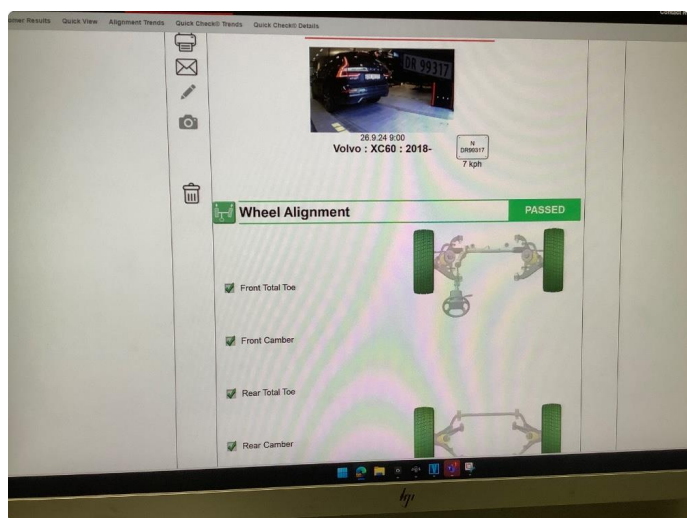 Quick View Alignment Trends Quick Check® Trends Quick Check® Details
DR 99317
26.9.24 9:00
Volvo : XC60 : 2018-
N
DR99317
7 kph
Wheel Alignment PASSED
Front Total Toe
Front Camber
Rear Total Toe
Rear Camber
hp